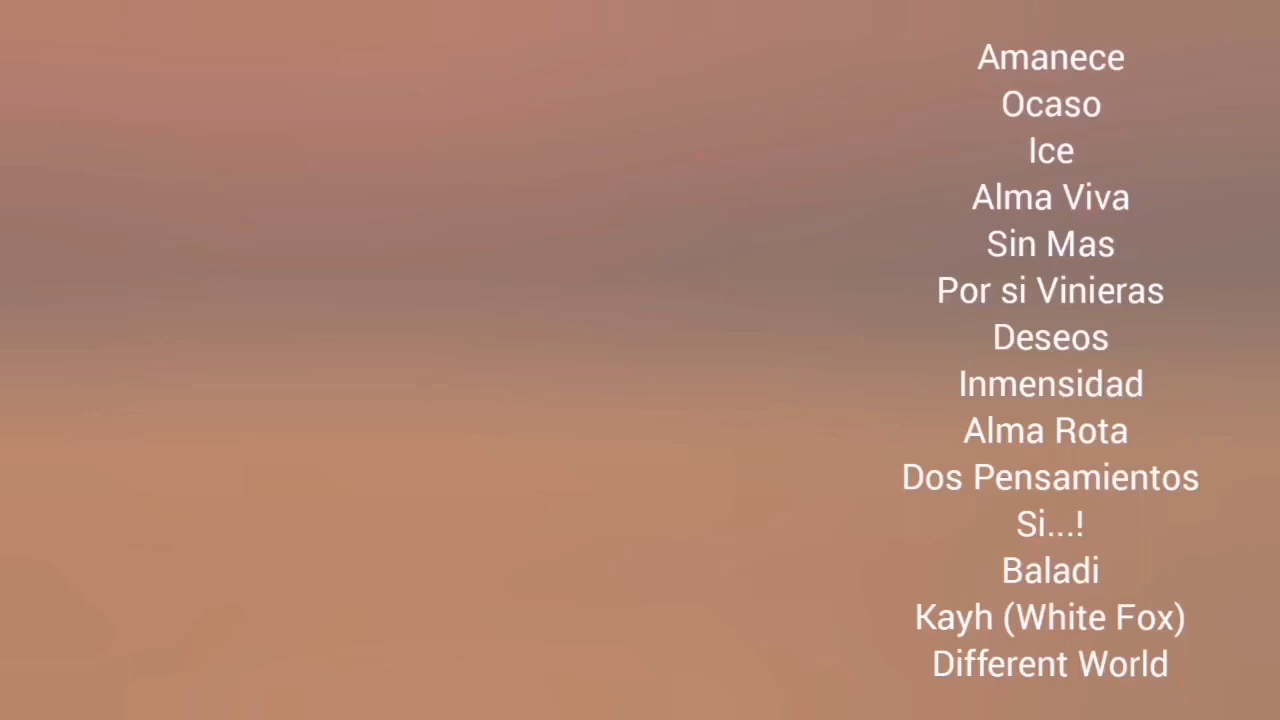 Amanece
Ocaso
Ice
Alma Viva
Sin Mas
Por si Vinieras
Deseos
Inmensidad
Alma Rota
Dos Pensamientos
Si...!
Baladi
Kayh (White Fox)
Different World